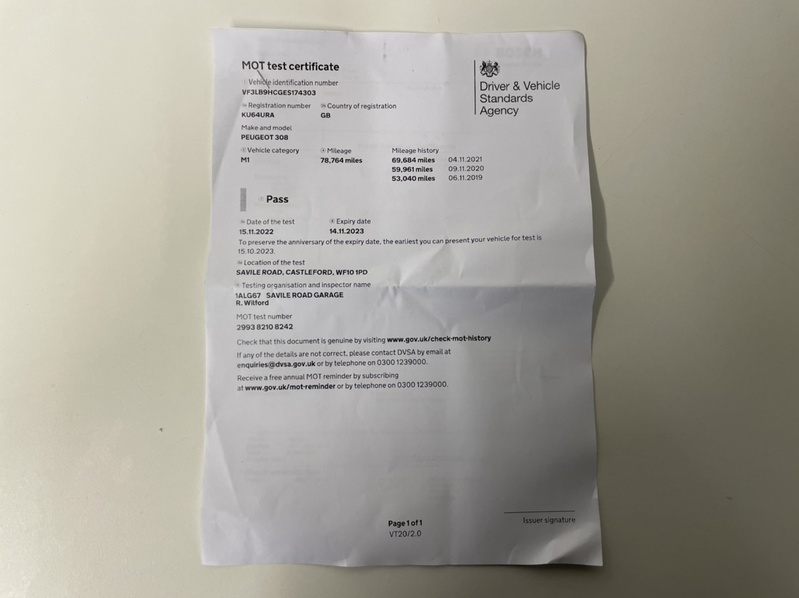 MOT test certificate
Vehicle identification number
VF3LB9HCGES174303
Registration number
Country of registration
KU64URA
GB
Make and model
PEUGEOT 308
Vehicle category
Mileage
Mileage history
M1
78,764 miles
69,684 miles 04.11.2021
59,961 miles 09.11.2020
53,040 miles 06.11.2019
Driver & Vehicle
Standards
Agency
Pass
Date of the test
Expiry date
15.11.2022
14.11.2023
To preserve the anniversary of the expiry date, the earliest you can present your vehicle for test is
15.10.2023.
Location of the test
SAVILE ROAD, CASTLEFORD, WF10 1PD
Testing organisation and inspector name
1ALG67 SAVILE ROAD GARAGE
R. Wilford
MOT test number
2993 8210 8242
Check that this document is genuine by visiting www.gov.uk/check-mot-history
If any of the details are not correct, please contact DVSA by email at
enquiries@dvsa.gov.uk or by telephone on 0300 1239000.
Receive a free annual MOT reminder by subscribing
at www.gov.uk/mot-reminder or by telephone on 0300 1239000.
Issuer signature
Page 1 of 1
VT20/2.0